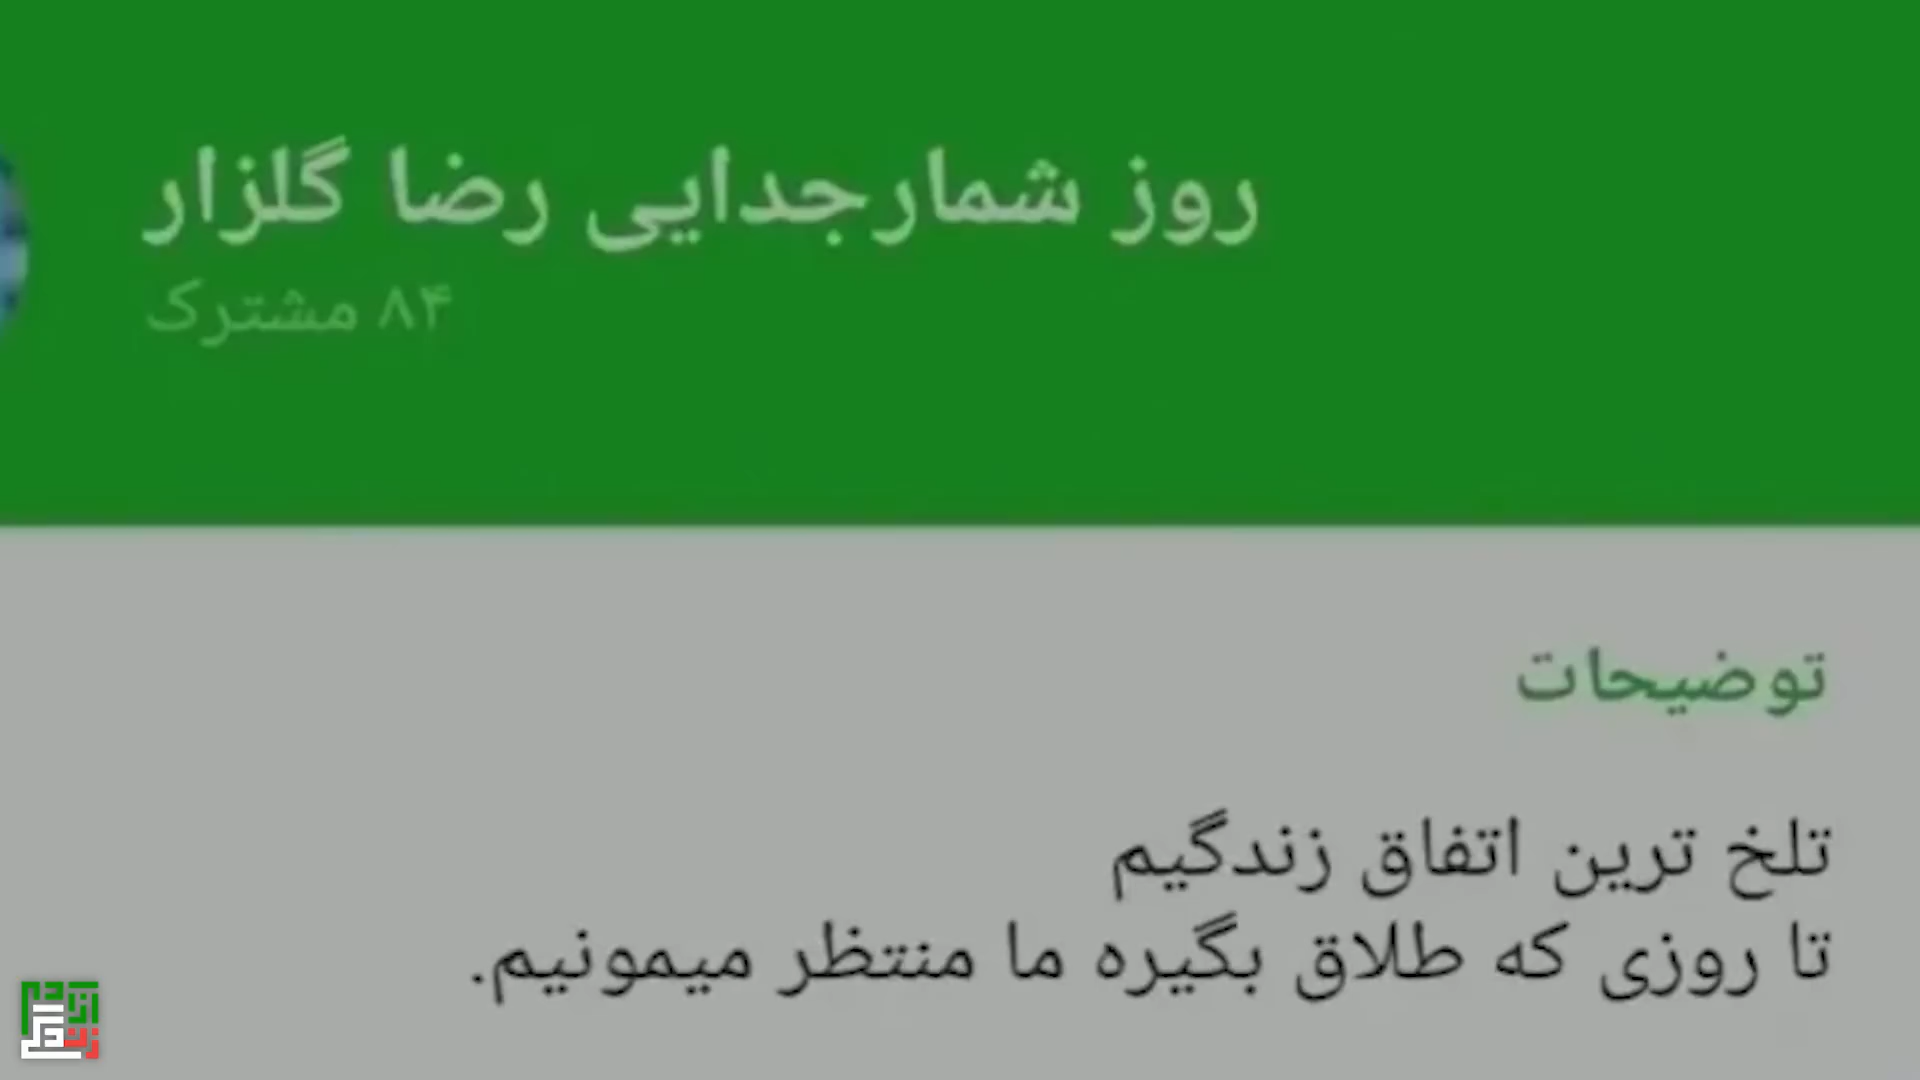 روز شمارجدایی رضا گلزار
۸۴ مشترک
توضیحات
تلخ ترین اتفاق زندگیم
تا روزی که طلاق بگیره ما منتظر میمونیم.